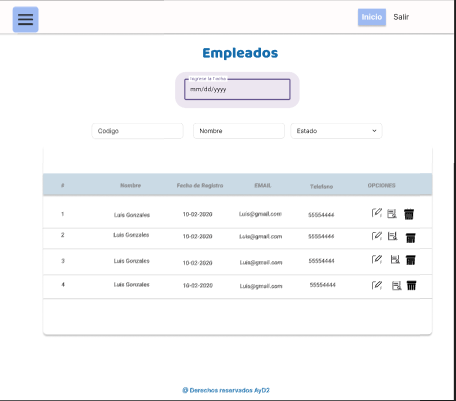 Inicio Salir
Empleados
Ingrese la Fecha
mm/dd/yyyy
Codigo Nombre Estado
# Nombre Fecha de Registro EMAIL Telefono OPCIONES
1 Luis Gonzales 10-02-2020 Luis@gmail.com 55554444
2 Luis Gonzales 10-02-2020 Luis@gmail.com 55554444
3 Luis Gonzales 10-02-2020 Luis@gmail.com 55554444
4 Luis Gonzales 10-02-2020 Luis@gmail.com 55554444
@ Derechos reservados AyD2